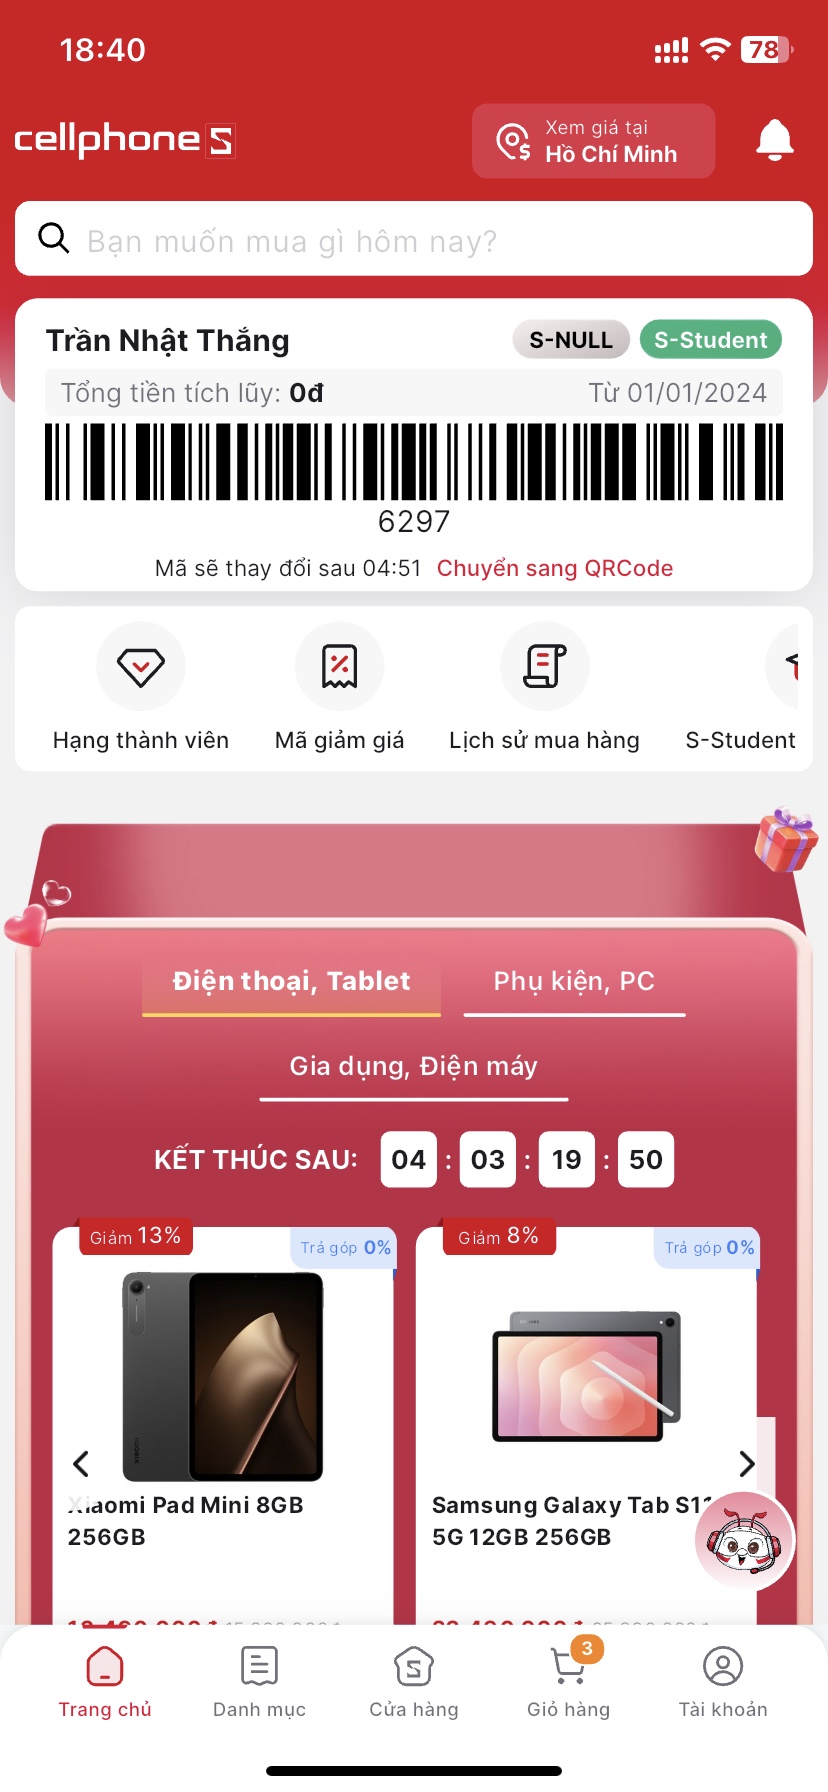 18:40
78
cellphoneS
Xem giá tại
Hồ Chí Minh
Bạn muốn mua gì hôm nay?
Trần Nhật Thắng
S-NULL
S-Student
Tổng tiền tích lũy: 0đ
Từ 01/01/2024
6297
Mã sẽ thay đổi sau 04:51 Chuyển sang QRCode
Hạng thành viên
Mã giảm giá
Lịch sử mua hàng
S-Student
Điện thoại, Tablet
Phụ kiện, PC
Gia dụng, Điện máy
KẾT THÚC SAU: 04 : 03 : 19 : 50
Giảm 13%
Trả góp 0%
Giảm 8%
Trả góp 0%
xiaomi
Xiaomi Pad Mini 8GB
256GB
Samsung Galaxy Tab S11
5G 12GB 256GB
3
Trang chủ
Danh mục
Cửa hàng
Giỏ hàng
Tài khoản